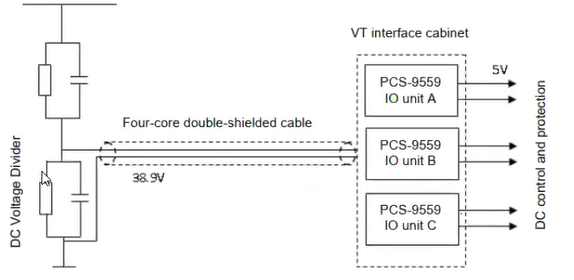 VT interface cabinet
PCS-9559
IO unit A
5V
Four-core double-shielded cable
38.9V
PCS-9559
IO unit B
PCS-9559
IO unit C
DC Voltage Divider
DC control and protection